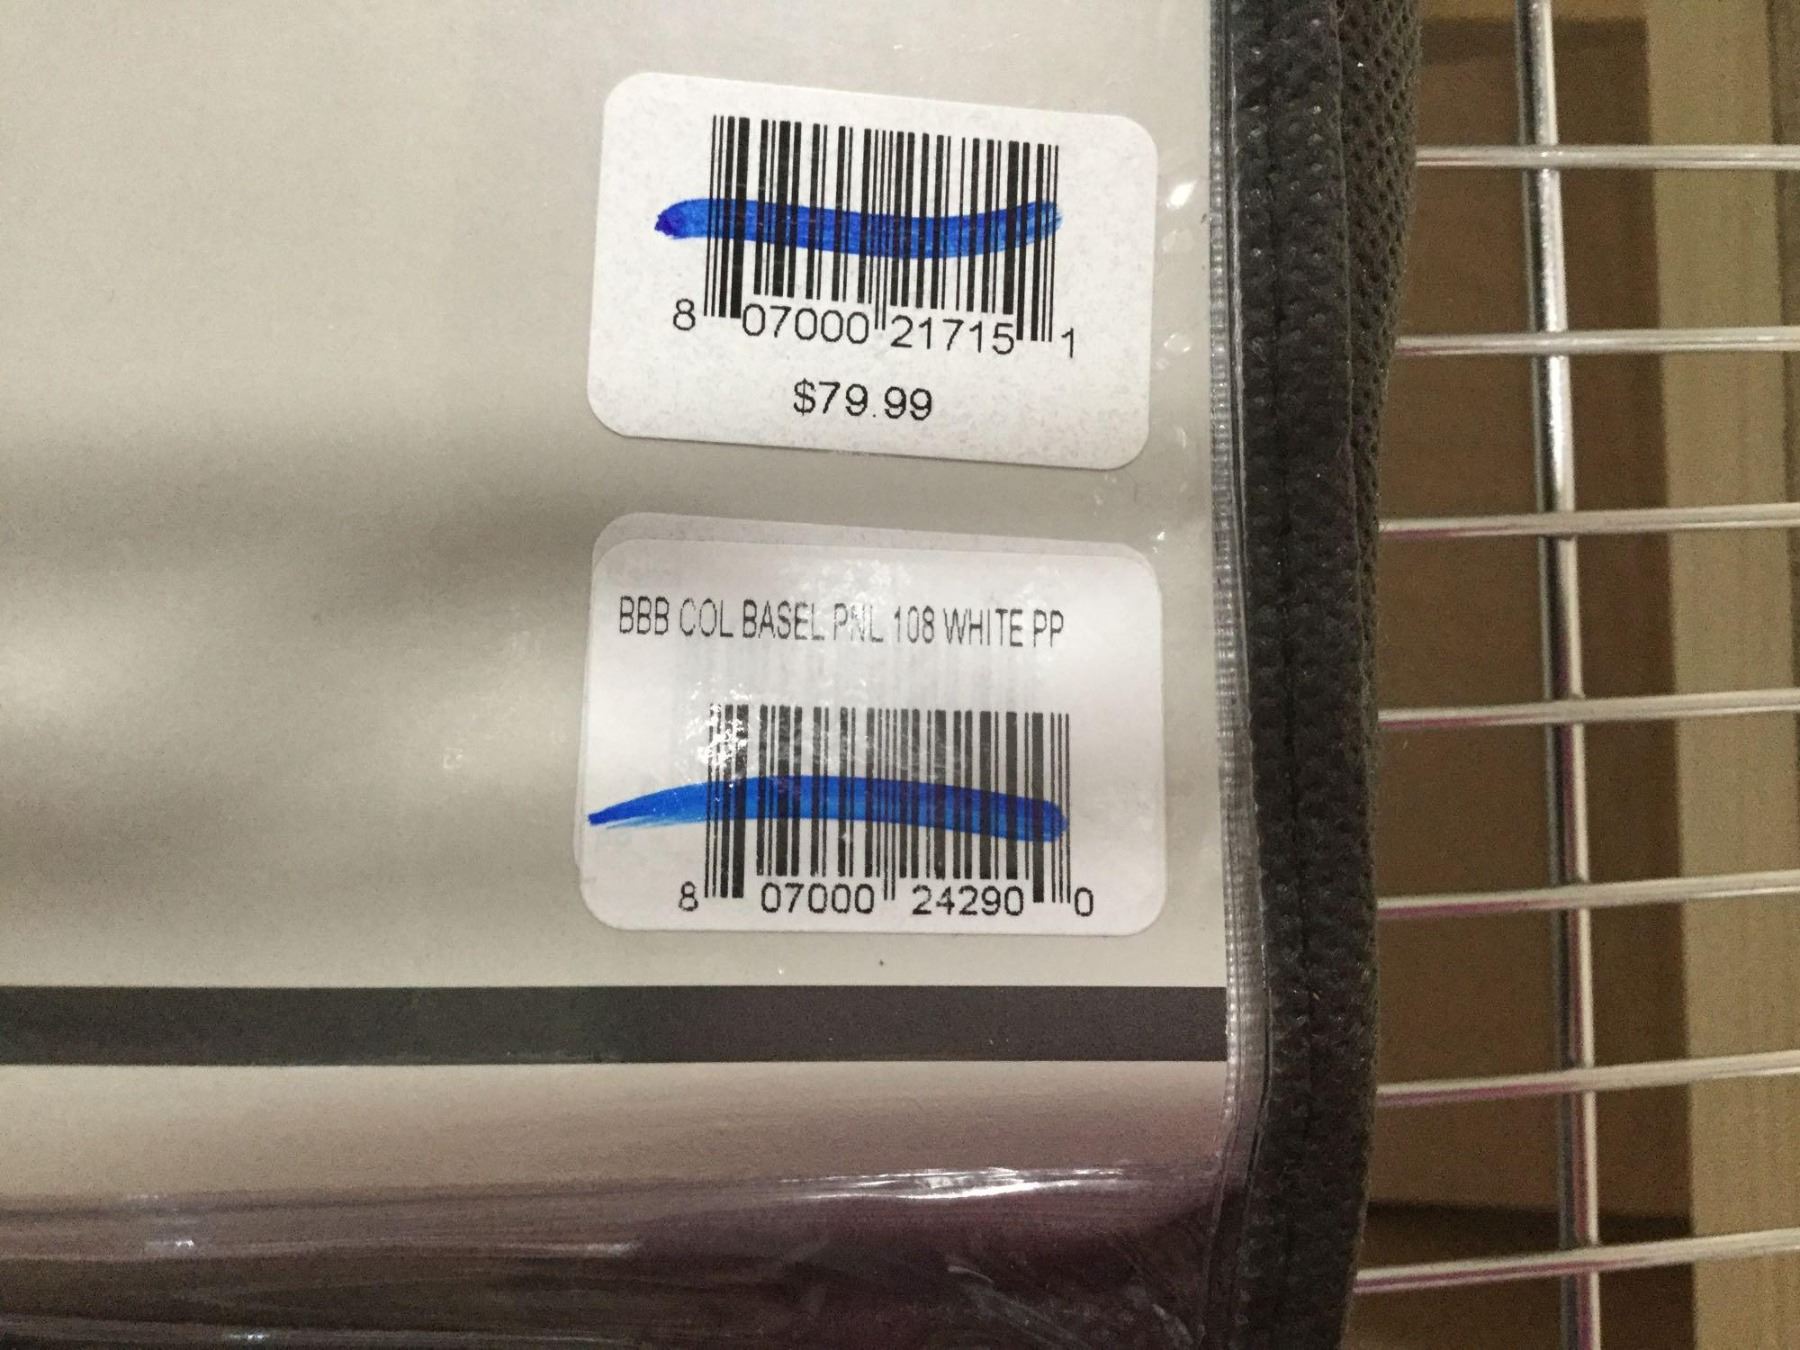 8 07000 21715 1
$79.99
BBB COL BASEL PNL 108 WHITE PP
8 07000 24290 0